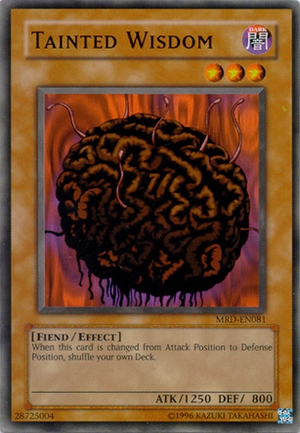 TAINTED WISDOM
DARK
闇
MRD-EN081
[FIEND/EFFECT]
When this card is changed from Attack Position to Defense
Position, shuffle your own Deck.
ATK/1250 DEF/ 800
28725004
©1996 KAZUKI TAKAHASHI